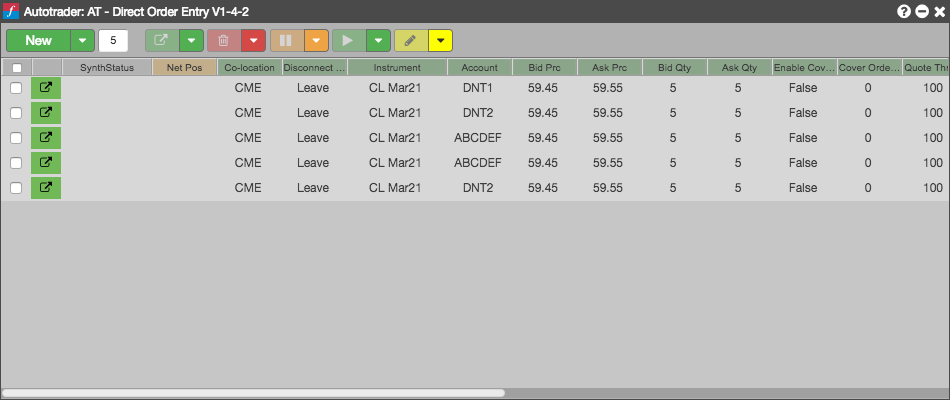 Autotrader: AT - Direct Order Entry V1-4-2
New 5
SynthStatus Net Pos Co-location Disconnect ... Instrument Account Bid Prc Ask Prc Bid Qty Ask Qty Enable Cov... Cover Orde... Quote Thr
CME Leave CL Mar21 DNT1 59.45 59.55 5 5 False 0 100
CME Leave CL Mar21 DNT2 59.45 59.55 5 5 False 0 100
CME Leave CL Mar21 ABCDEF 59.45 59.55 5 5 False 0 100
CME Leave CL Mar21 ABCDEF 59.45 59.55 5 5 False 0 100
CME Leave CL Mar21 DNT2 59.45 59.55 5 5 False 0 100